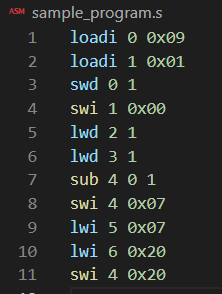 ASM sample_program.s
1 loadi 0 0x09
2 loadi 1 0x01
3 swd 0 1
4 swi 1 0x00
5 lwd 2 1
6 lwd 3 1
7 sub 4 0 1
8 swi 4 0x07
9 lwi 5 0x07
10 lwi 6 0x20
11 swi 4 0x20